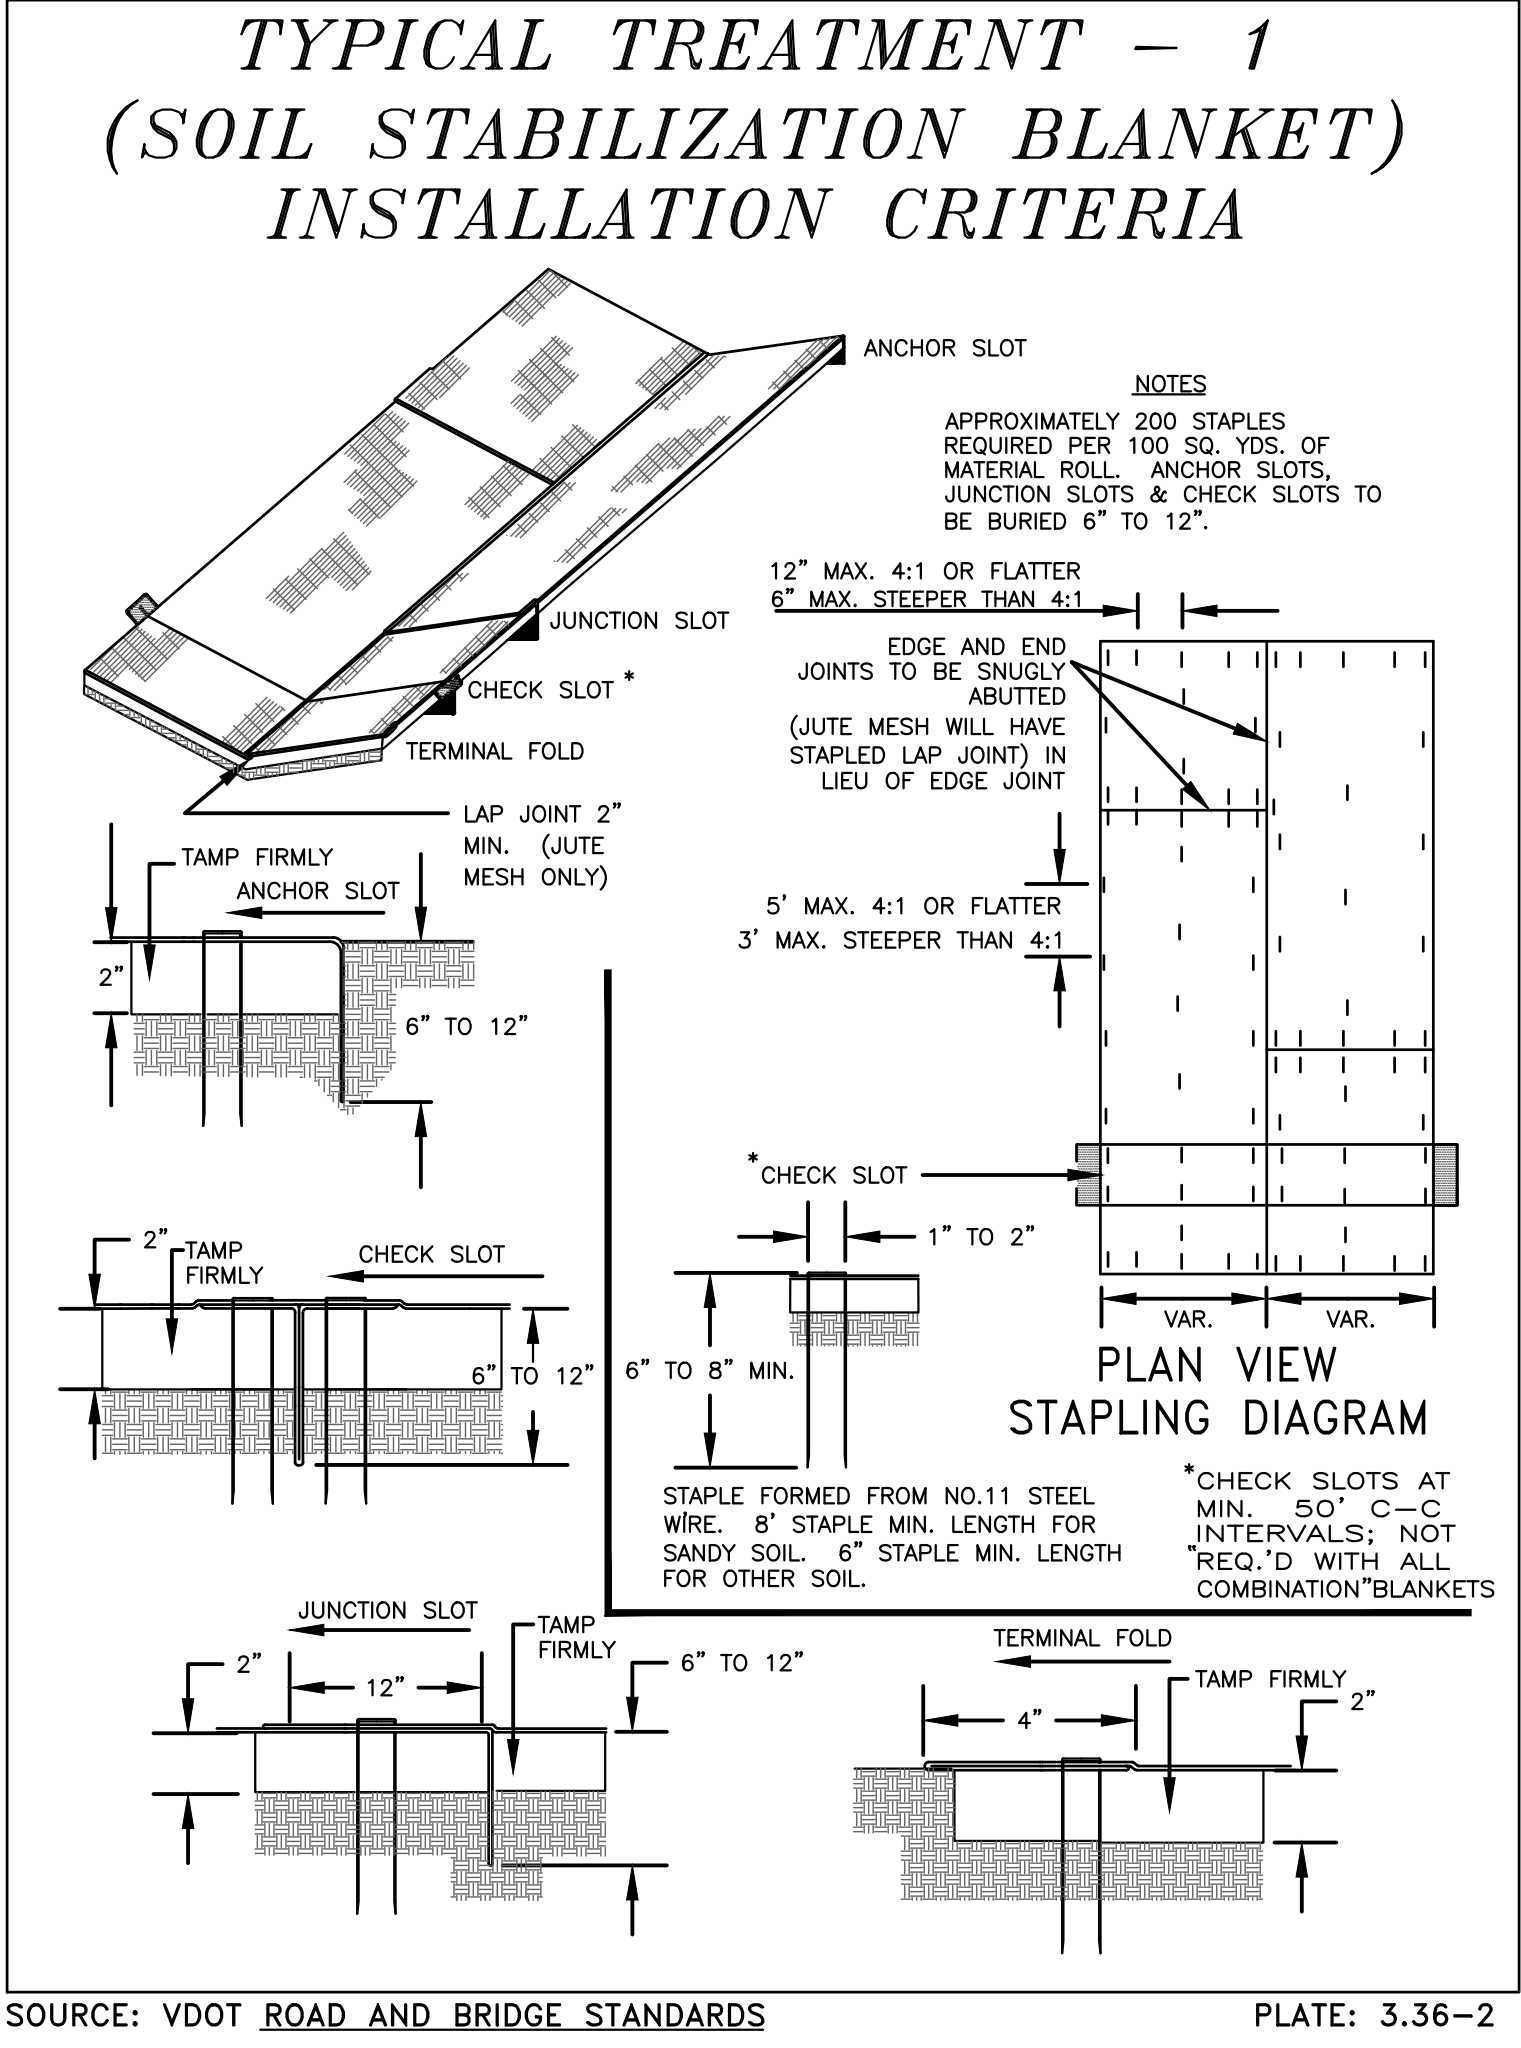 TYPICAL TREATMENT - 1
(SOIL STABILIZATION BLANKET)
INSTALLATION CRITERIA
ANCHOR SLOT
NOTES
APPROXIMATELY 200 STAPLES
REQUIRED PER 100 SQ. YDS. OF
MATERIAL ROLL. ANCHOR SLOTS,
JUNCTION SLOTS & CHECK SLOTS TO
BE BURIED 6" TO 12".
12" MAX. 4:1 OR FLATTER
6" MAX. STEEPER THAN 4:1
JUNCTION SLOT
CHECK SLOT *
TERMINAL FOLD
LAP JOINT 2"
MIN. (JUTE
MESH ONLY)
EDGE AND END
JOINTS TO BE SNUGLY
ABUTTED
(JUTE MESH WILL HAVE
STAPLED LAP JOINT) IN
LIEU OF EDGE JOINT
5' MAX. 4:1 OR FLATTER
3' MAX. STEEPER THAN 4:1
TAMP FIRMLY
ANCHOR SLOT
2"
6" TO 12"
*CHECK SLOT
1" TO 2"
6" TO 8" MIN.
VAR.
VAR.
PLAN VIEW
STAPLING DIAGRAM
2"
TAMP
FIRMLY
CHECK SLOT
6" TO 12"
STAPLE FORMED FROM NO.11 STEEL
WIRE. 8' STAPLE MIN. LENGTH FOR
SANDY SOIL. 6" STAPLE MIN. LENGTH
FOR OTHER SOIL.
*CHECK SLOTS AT
MIN. 50' C-C
INTERVALS; NOT
"REQ.'D WITH ALL
COMBINATION"BLANKETS
JUNCTION SLOT
TAMP
FIRMLY
2"
12"
6" TO 12"
TERMINAL FOLD
TAMP FIRMLY
4"
2"
SOURCE: VDOT ROAD AND BRIDGE STANDARDS
PLATE: 3.36-2